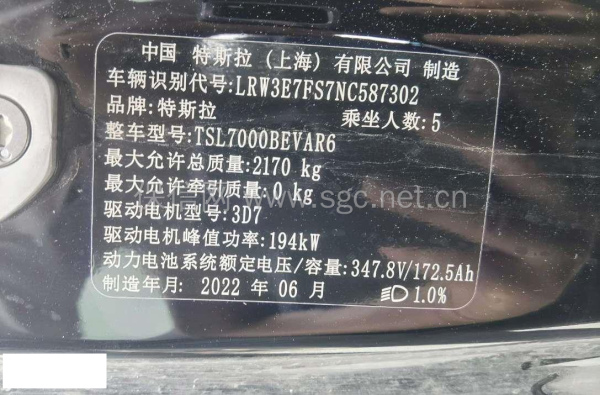 中国 特斯拉 (上海) 有限公司 制造
车辆识别代号: LRW3E7FS7NC587302
品牌: 特斯拉 乘坐人数: 5
整车型号: TSL7000BEVAR6
最大允许总质量: 2170 kg
最大允许牵引质量: 0 kg
保信网 www.sgc.net.cn
驱动电机型号: 3D7
驱动电机峰值功率: 194kW
动力电池系统额定电压/容量: 347.8V/172.5Ah
制造年月: 2022 年 06 月 1.0%